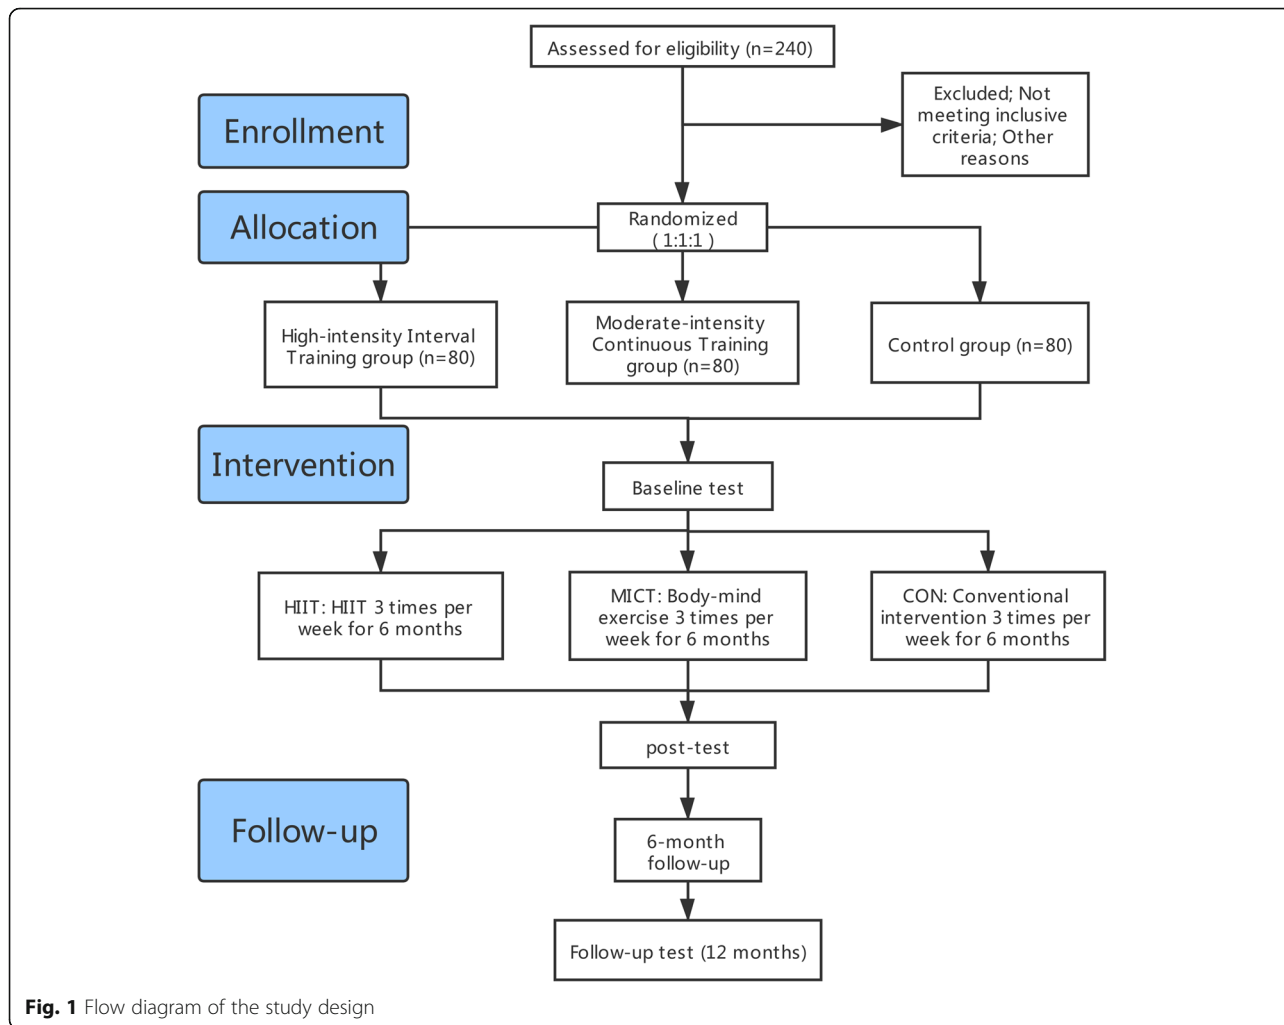 Assessed for eligibility (n=240)
Excluded; Not
meeting inclusive
criteria; Other
reasons
Enrollment
Allocation
Randomized
( 1:1:1 )
High-intensity Interval
Training group (n=80)
Moderate-intensity
Continuous Training
group (n=80)
Control group (n=80)
Intervention
Baseline test
HIIT: HIIT 3 times per
week for 6 months
MICT: Body-mind
exercise 3 times per
week for 6 months
CON: Conventional
intervention 3 times per
week for 6 months
post-test
Follow-up
6-month
follow-up
Follow-up test (12 months)
Fig. 1 Flow diagram of the study design